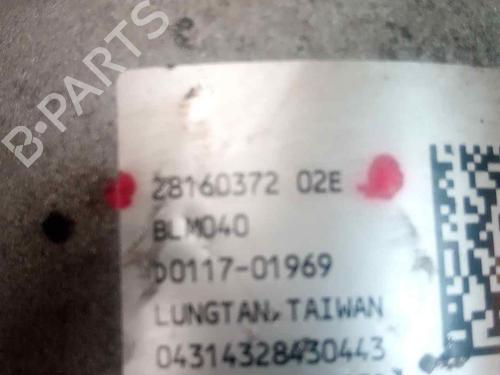 B-PARTS
28160372 02E
BLM040
D0117-01969
LUNGTAN, TAIWAN
04314328430443